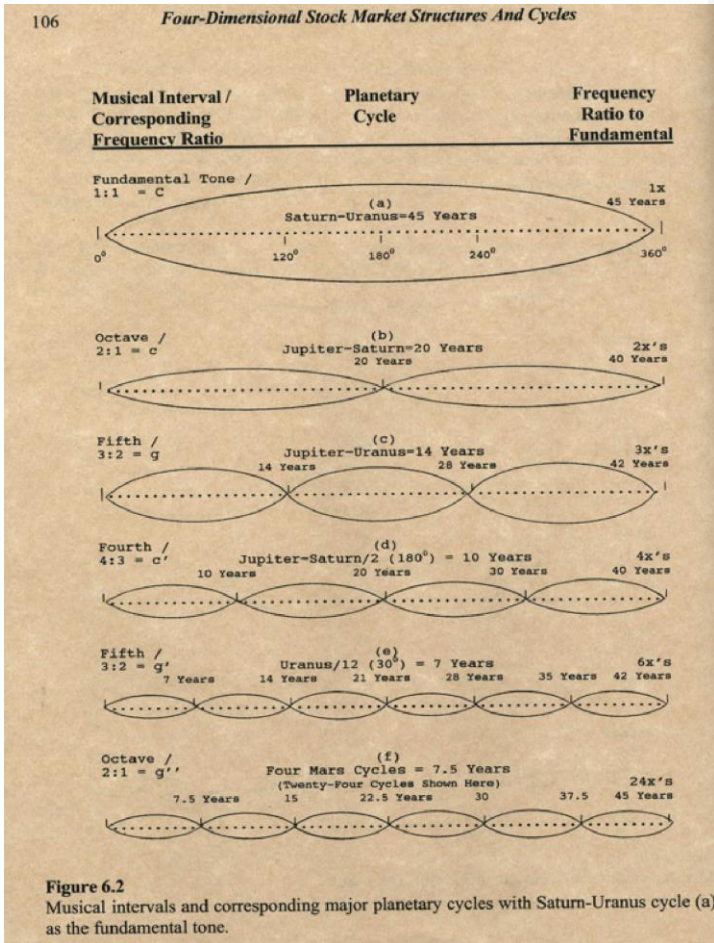 106 Four-Dimensional Stock Market Structures And Cycles
Musical Interval / Planetary Frequency
Corresponding Cycle Ratio to
Frequency Ratio Fundamental
Fundamental Tone /
1:1 = C 1x
(a) 45 Years
Saturn-Uranus=45 Years
0° 120° 180° 240° 360°
Octave / (b)
2:1 = c Jupiter-Saturn=20 Years 2x's
20 Years 40 Years
Fifth / (c)
3:2 = g Jupiter-Uranus=14 Years 3x's
14 Years 28 Years 42 Years
Fourth / (d)
4:3 = c' Jupiter-Saturn/2 (180°) = 10 Years 4x's
10 Years 20 Years 30 Years 40 Years
Fifth / (e)
3:2 = g' Uranus/12 (30°) = 7 Years 6x's
7 Years 14 Years 21 Years 28 Years 35 Years 42 Years
Octave / (f)
2:1 = g'' Four Mars Cycles = 7.5 Years
(Twenty-Four Cycles Shown Here) 24x's
7.5 Years 15 22.5 Years 30 37.5 45 Years
Figure 6.2
Musical intervals and corresponding major planetary cycles with Saturn-Uranus cycle (a)
as the fundamental tone.